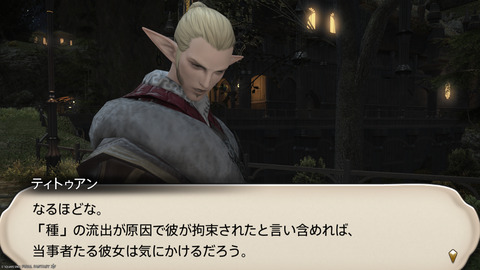 ティトゥアン
なるほどな。
「種」の流出が原因で彼が拘束されたと言い含めれば、
当事者たる彼女は気にかけるだろう。